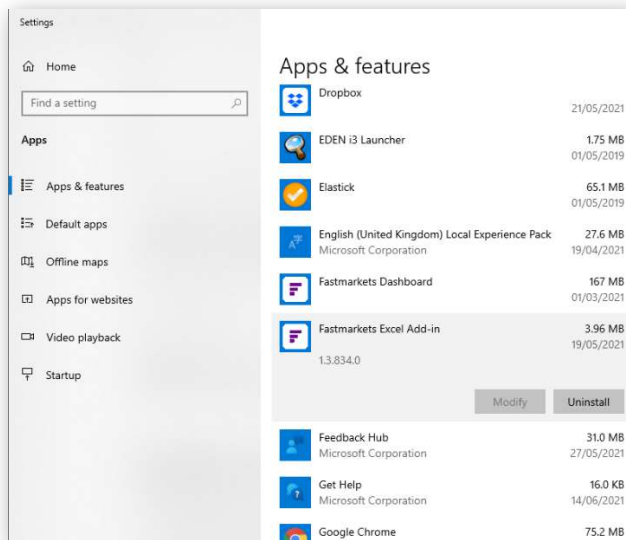 Settings
Home
Find a setting
Apps
Apps & features
Default apps
Offline maps
Apps for websites
Video playback
Startup
Apps & features
Dropbox
21/05/2021
EDEN i3 Launcher 1.75 MB
01/05/2019
Elastick 65.1 MB
01/05/2019
English (United Kingdom) Local Experience Pack 27.6 MB
Microsoft Corporation 19/04/2021
Fastmarkets Dashboard 167 MB
01/03/2021
Fastmarkets Excel Add-in 3.96 MB
19/05/2021
1.3.834.0
Modify Uninstall
Feedback Hub 31.0 MB
Microsoft Corporation 27/05/2021
Get Help 16.0 KB
Microsoft Corporation 14/06/2021
Google Chrome 75.2 MB